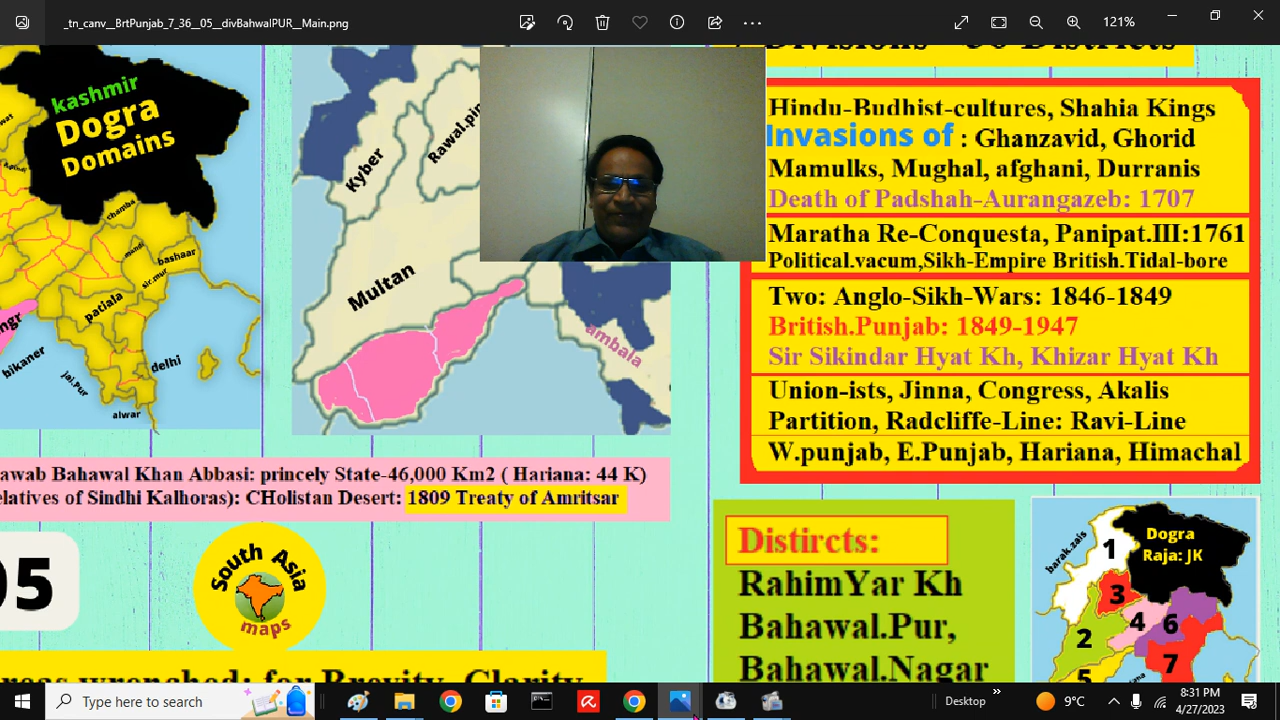 _tn_canv__BrtPunjab_7_36__05__divBahwalPUR__Main.png
121%
kashmir
Dogra
Domains
chamba
mandi
bashaar
sir.mur
patiala
bikaner
delhi
jai.Pur
alwar
Kyber
Multan
ambala
Hindu-Budhist-cultures, Shahia Kings
Invasions of : Ghanzavid, Ghorid
Mamulks, Mughal, afghani, Durranis
Death of Padshah-Aurangazeb: 1707
Maratha Re-Conquesta, Panipat.III:1761
Political.vacum,Sikh-Empire British.Tidal-bore
Two: Anglo-Sikh-Wars: 1846-1849
British.Punjab: 1849-1947
Sir Sikindar Hyat Kh, Khizar Hyat Kh
Union-ists, Jinna, Congress, Akalis
Partition, Radcliffe-Line: Ravi-Line
W.punjab, E.Punjab, Hariana, Himachal
Bahawal Khan Abbasi: princely State-46,000 Km2 ( Hariana: 44 K)
of Sindhi Kalhoras): CHolistan Desert: 1809 Treaty of Amritsar
05
South Asia
maps
for Brevity, Clarity
Distircts:
RahimYar Kh
Bahawal.Pur,
Bahawal.Nagar
barak.zais
Dogra
Raja: JK
1
3
4
6
2
7
5
Type here to search
Desktop
9°C
8:31 PM
4/27/2023